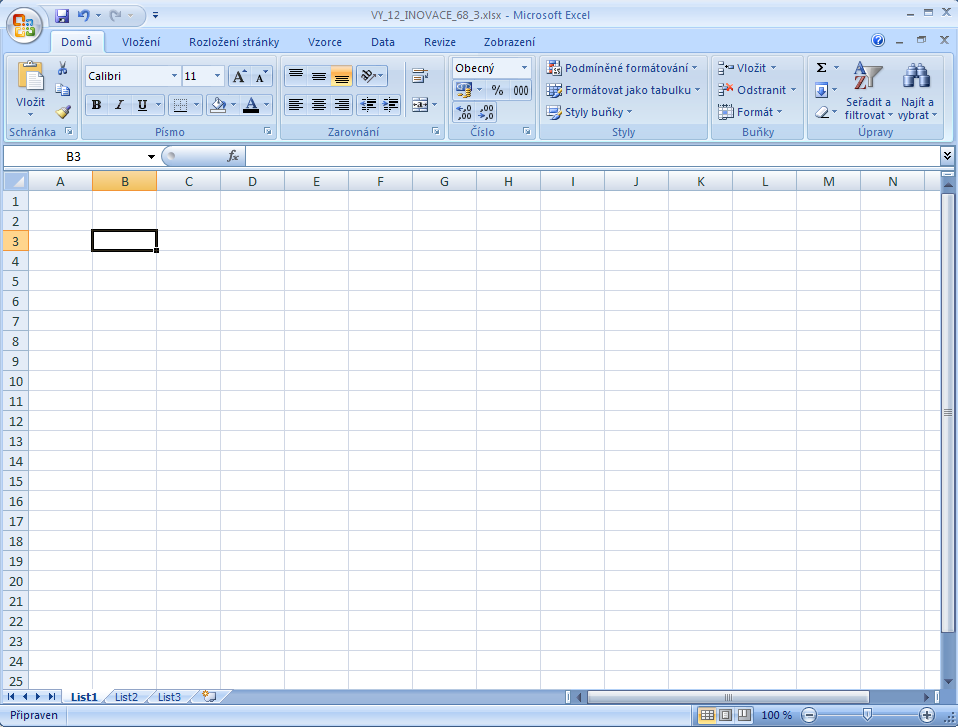 VY_12_INOVACE_68_3.xlsx - Microsoft Excel
Domů Vložení Rozložení stránky Vzorce Data Revize Zobrazení
Vložit
Schránka
Calibri 11
B I U A
Písmo
Zarovnání
Obecný
% 000
Číslo
Podmíněné formátování
Formátovat jako tabulku
Styly buňky
Styly
Vložit
Odstranit
Formát
Buňky
Σ
Seřadit a filtrovat
Najít a vybrat
Úpravy
B3 fx
A B C D E F G H I J K L M N
1
2
3
4
5
6
7
8
9
10
11
12
13
14
15
16
17
18
19
20
21
22
23
24
25
List1 List2 List3
Připraven 100 %